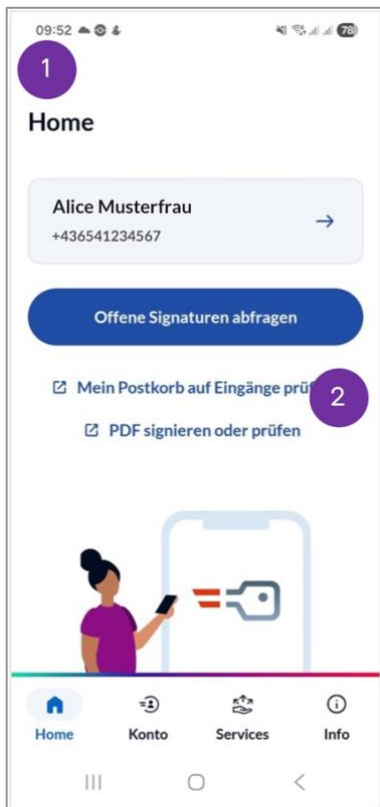 09:52 78
1
Home
Alice Musterfrau
+436541234567
Offene Signaturen abfragen
Mein Postkorb auf Eingänge
2
PDF signieren oder prüfen
Home Konto Services Info